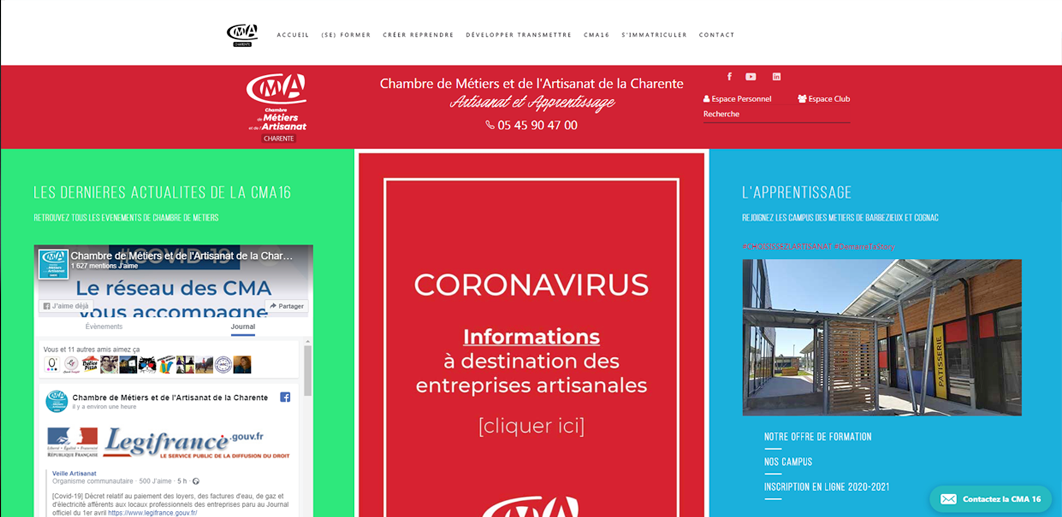 CMA
CHARENTE
ACCUEIL (SE) FORMER CRÉER REPRENDRE DÉVELOPPER TRANSMETTRE CMA16 S'IMMATRICULER CONTACT
CMA
Chambre
de Métiers
et de l'Artisanat
CHARENTE
Chambre de Métiers et de l'Artisanat de la Charente
Artisanat et Apprentissage
05 45 90 47 00
Espace Personnel Espace Club
Recherche
LES DERNIERES ACTUALITES DE LA CMA16
RETROUVEZ TOUS LES EVENEMENTS DE CHAMBRE DE METIERS
#COVID-19
Chambre de Métiers et de l'Artisanat de la Char...
1 627 mentions J'aime
Le réseau des CMA
vous accompagne
J'aime déjà Partager
Évènements Journal
Vous et 11 autres amis aimez ça
Chambre de Métiers et de l'Artisanat de la Charente
il y a environ une heure
Legifrance.gouv.fr
LE SERVICE PUBLIC DE LA DIFFUSION DU DROIT
Liberté • Égalité • Fraternité
RÉPUBLIQUE FRANÇAISE
Veille Artisanat
Organisme communautaire · 500 J'aime · 5 h ·
[Covid-19] Décret relatif au paiement des loyers, des factures d'eau, de gaz et
d'électricité afférents aux locaux professionnels des entreprises paru au Journal
officiel du 1er avril https://www.legifrance.gouv.fr/
CORONAVIRUS
Informations
à destination des
entreprises artisanales
[cliquer ici]
CMA
L'APPRENTISSAGE
REJOIGNEZ LES CAMPUS DES METIERS DE BARBEZIEUX ET COGNAC
PATISSERIE
NOTRE OFFRE DE FORMATION
NOS CAMPUS
INSCRIPTION EN LIGNE 2020-2021
Contactez la CMA 16